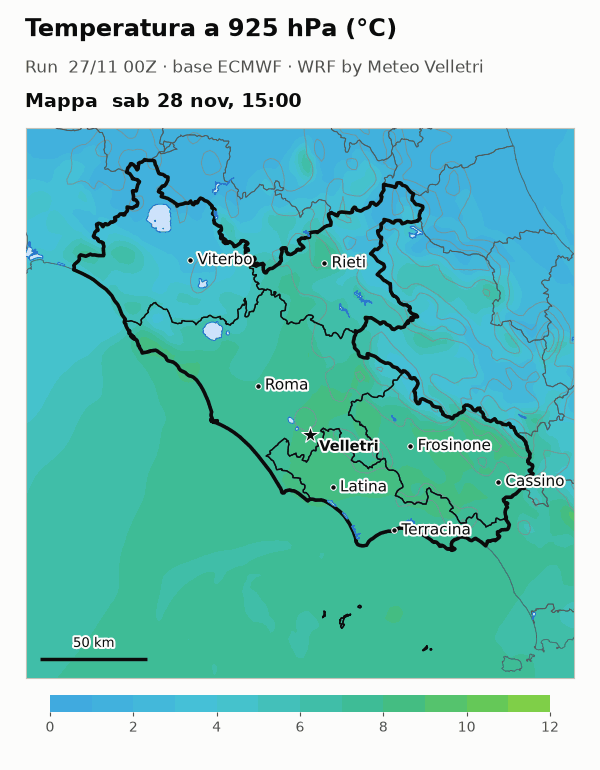 Temperatura a 925 hPa (°C)
Run  27/11 00Z · base ECMWF · WRF by Meteo Velletri
Mappa  sab 28 nov, 15:00
Viterbo
Rieti
Roma
Velletri
Frosinone
Latina
Cassino
Terracina
50 km
0 2 4 6 8 10 12